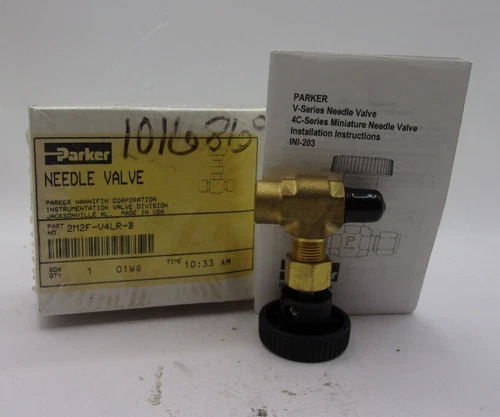 1016869
Parker
NEEDLE VALVE
PARKER HANNIFIN CORPORATION
INSTRUMENTATION VALVE DIVISION
JACKSONVILLE AL. MADE IN USA
PART NO. 2M2F-V4LR-B
BOX QTY 1 01WG TIME 10:33 AM
PARKER
V-Series Needle Valve
4C-Series Miniature Needle Valve
Installation Instructions
INI-203